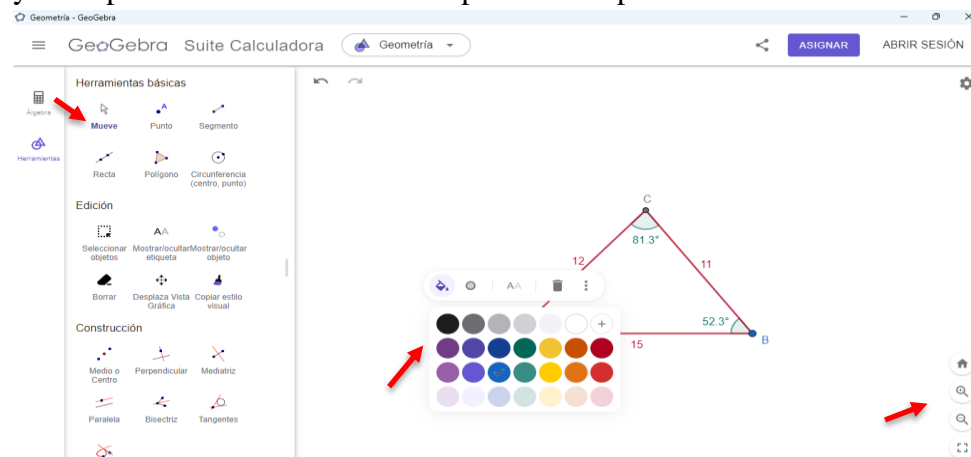 Geometría - GeoGebra
GeoGebra Suite Calculadora Geometría ASIGNAR ABRIR SESIÓN
Álgebra
Herramientas
Herramientas básicas
Mueve Punto Segmento
Recta Polígono Circunferencia (centro, punto)
Edición
Seleccionar objetos Mostrar/ocultar etiqueta Mostrar/ocultar objeto
Borrar Desplaza Vista Gráfica Copiar estilo visual
Construcción
Medio o Centro Perpendicular Mediatriz
Paralela Bisectriz Tangentes
C
81.3°
12
11
AA
52.3°
B
15